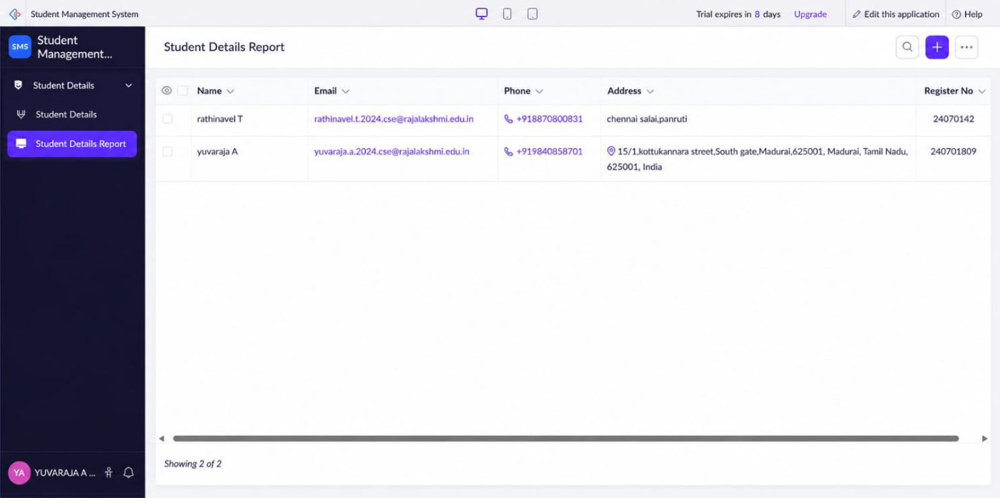 Student Management System
Trial expires in 8 days Upgrade Edit this application Help
SMS Student Management...
Student Details
Student Details
Student Details Report
YA YUVARAJA A ...
Student Details Report
Name Email Phone Address Register No
rathinavel T rathinavel.t.2024.cse@rajalakshmi.edu.in +918870800831 chennai salai,panruti 24070142
yuvaraja A yuvaraja.a.2024.cse@rajalakshmi.edu.in +919840858701 15/1,kottukannara street,South gate,Madurai,625001, Madurai, Tamil Nadu, 240701809
625001, India
Showing 2 of 2